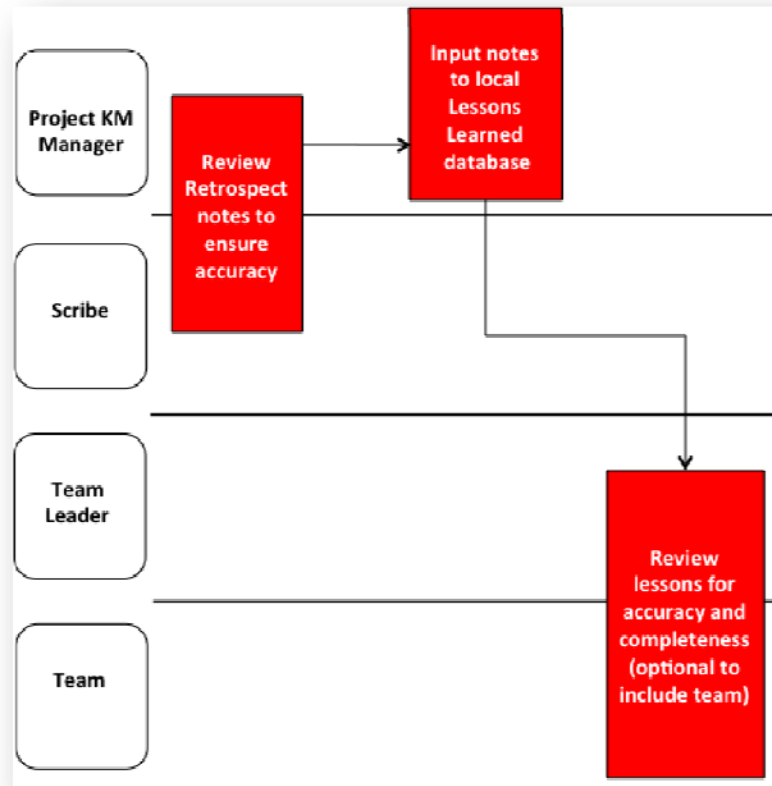 Project KM
Manager
Review
Retrospect
notes to
ensure
accuracy
Input notes
to local
Lessons
Learned
database
Scribe
Team
Leader
Team
Review
lessons for
accuracy and
completeness
(optional to
include team)